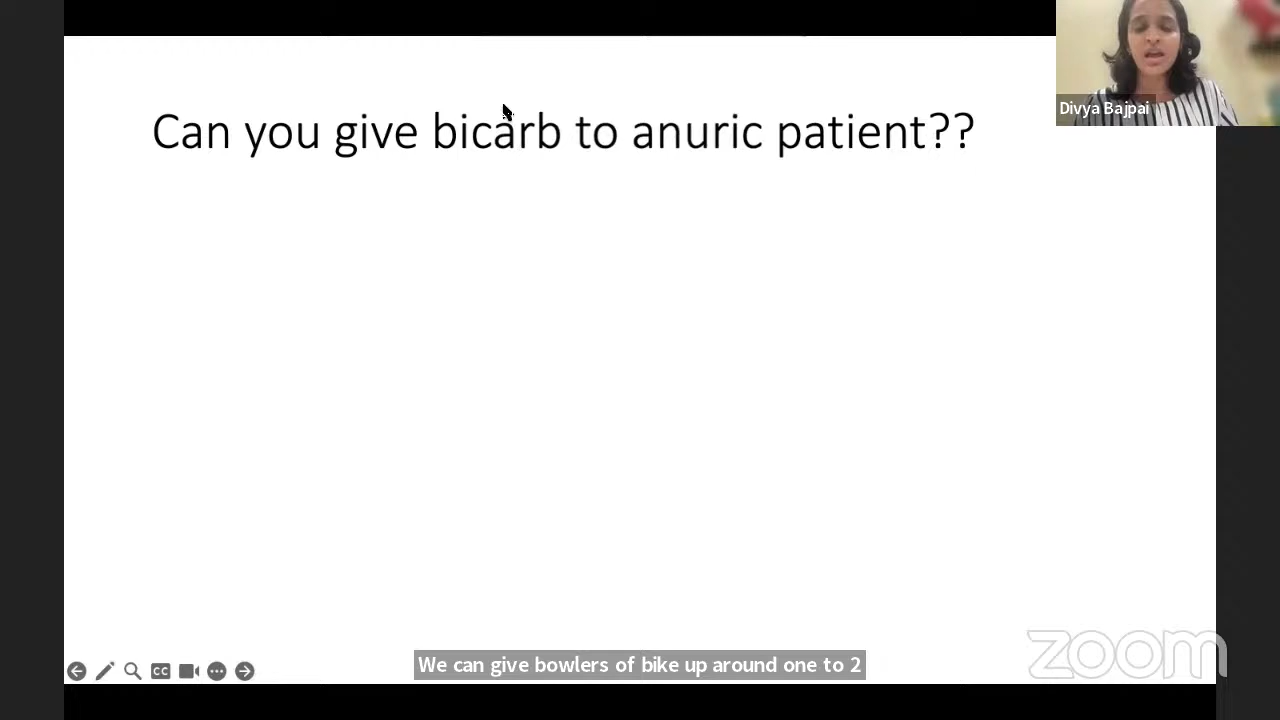 Can you give bicarb to anuric patient??
Divya Bajpai
CC
We can give bowlers of bike up around one to 2
zoom